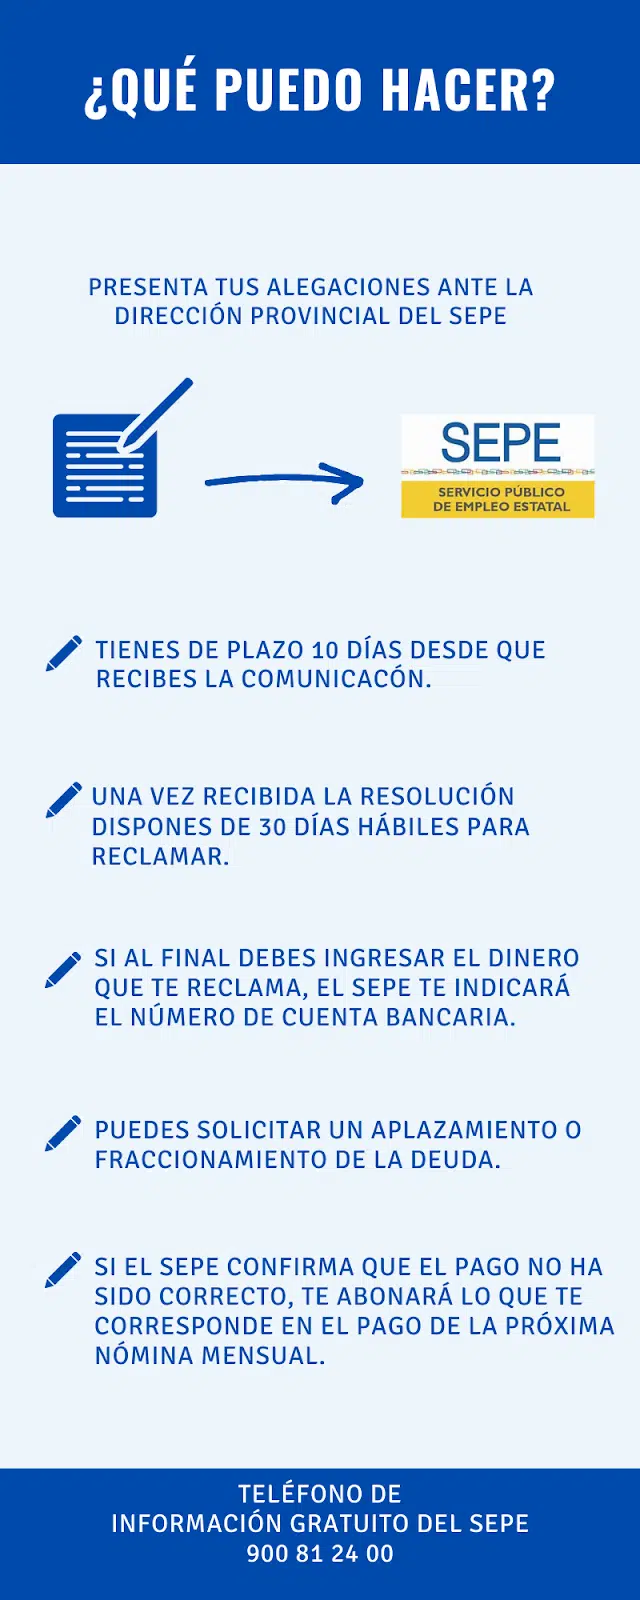 ¿QUÉ PUEDO HACER?
PRESENTA TUS ALEGACIONES ANTE LA
DIRECCIÓN PROVINCIAL DEL SEPE
SEPE
SERVICIO PÚBLICO
DE EMPLEO ESTATAL
TIENES DE PLAZO 10 DÍAS DESDE QUE
RECIBES LA COMUNICACÓN.
UNA VEZ RECIBIDA LA RESOLUCIÓN
DISPONES DE 30 DÍAS HÁBILES PARA
RECLAMAR.
SI AL FINAL DEBES INGRESAR EL DINERO
QUE TE RECLAMA, EL SEPE TE INDICARÁ
EL NÚMERO DE CUENTA BANCARIA.
PUEDES SOLICITAR UN APLAZAMIENTO O
FRACCIONAMIENTO DE LA DEUDA.
SI EL SEPE CONFIRMA QUE EL PAGO NO HA
SIDO CORRECTO, TE ABONARÁ LO QUE TE
CORRESPONDE EN EL PAGO DE LA PRÓXIMA
NÓMINA MENSUAL.
TELÉFONO DE
INFORMACIÓN GRATUITO DEL SEPE
900 81 24 00